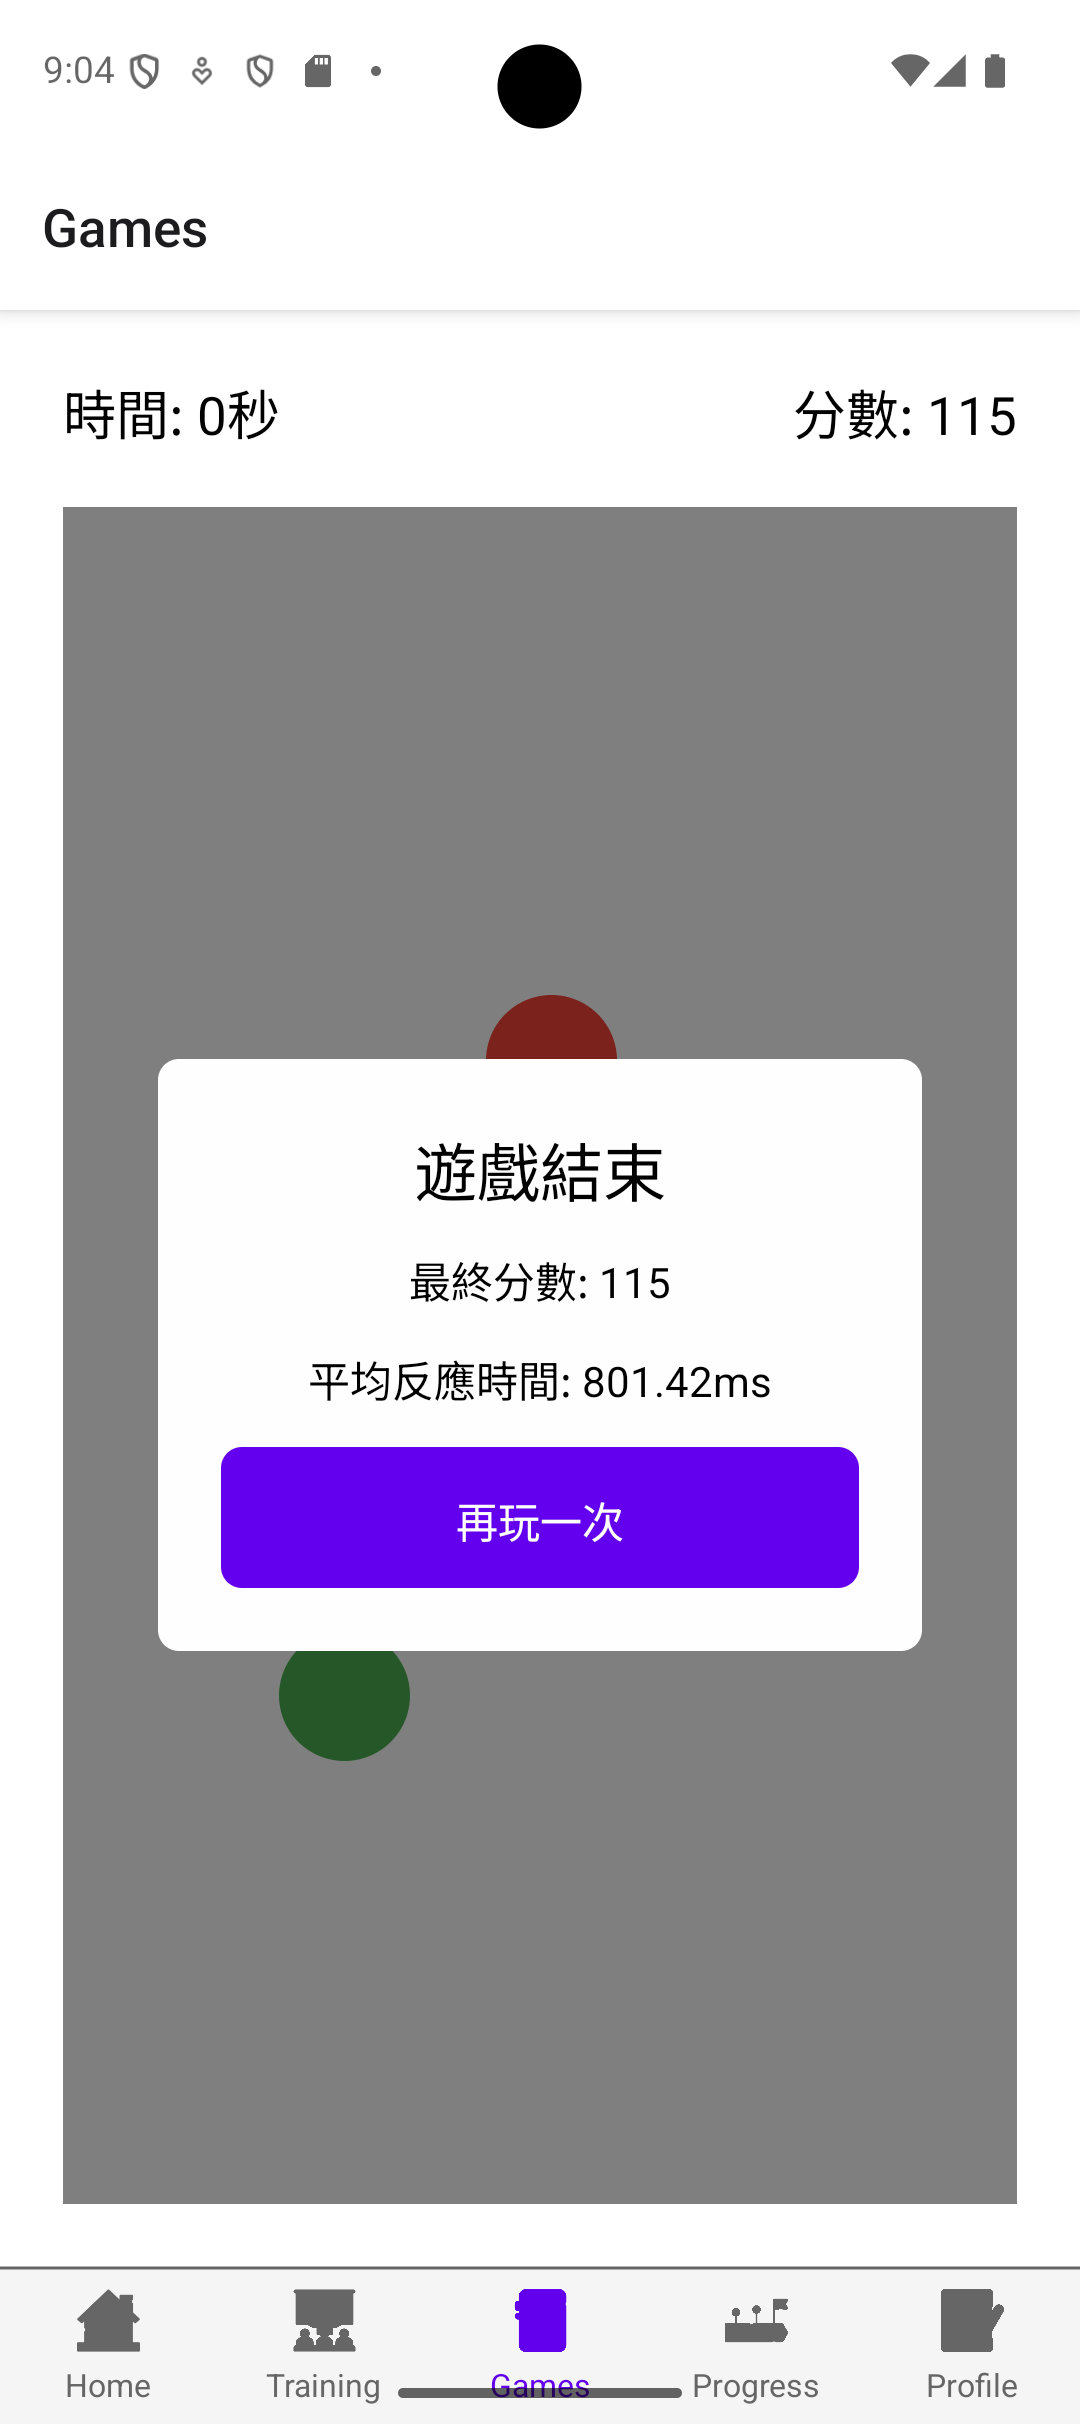 9:04
Games
時間: 0秒
分數: 115
遊戲結束
最終分數: 115
平均反應時間: 801.42ms
再玩一次
Home
Training
Games
Progress
Profile